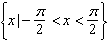 {x | -π/2 < x < π/2}